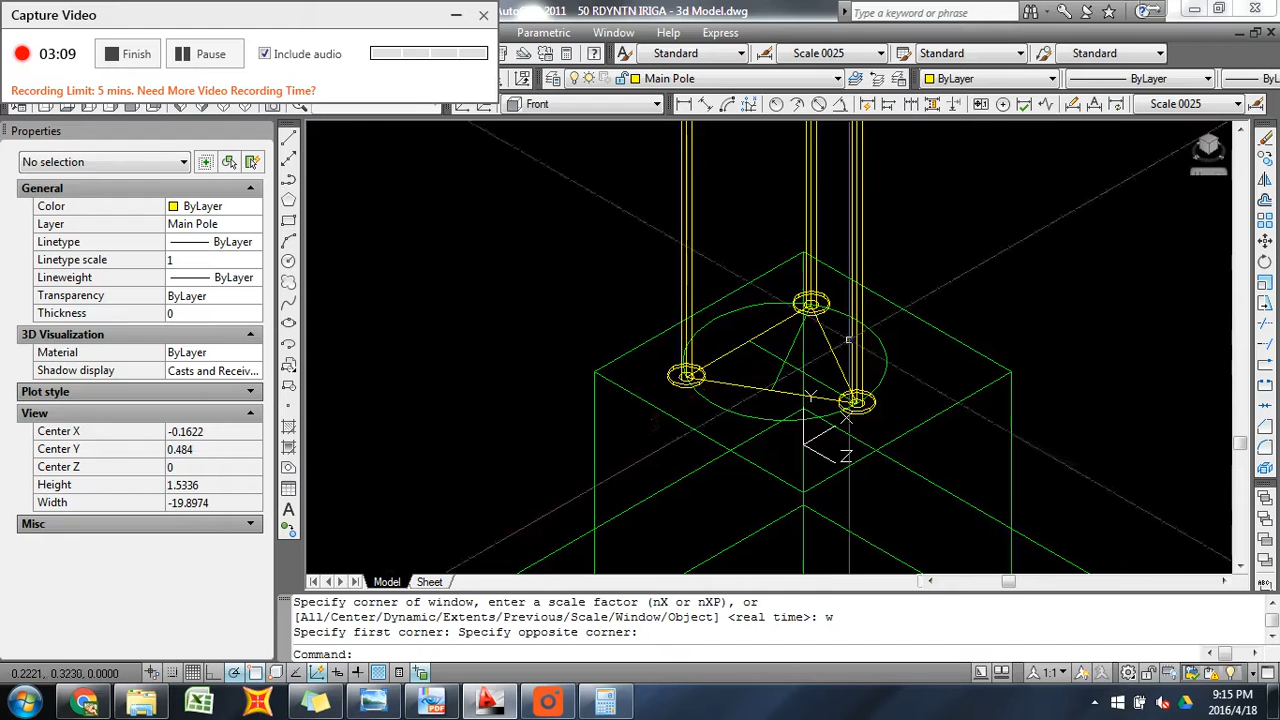 Capture Video
2011 50 RDYNTN IRIGA - 3d Model.dwg
Type a keyword or phrase
03:09
Finish
Pause
Include audio
Parametric
Window
Help
Express
Standard
Scale 0025
Standard
Standard
Recording Limit: 5 mins. Need More Video Recording Time?
Main Pole
ByLayer
ByLayer
Front
Scale 0025
Properties
No selection
General
Color
ByLayer
Layer
Main Pole
Linetype
ByLayer
Linetype scale
1
Lineweight
ByLayer
Transparency
ByLayer
Thickness
0
3D Visualization
Material
ByLayer
Shadow display
Casts and Receiv...
Plot style
View
Center X
-0.1622
Center Y
0.484
Center Z
0
Height
1.5336
Width
-19.8974
Misc
Y
X
Z
Model
Sheet
Specify corner of window, enter a scale factor (nX or nXP), or
[All/Center/Dynamic/Extents/Previous/Scale/Window/Object] <real time>: w
Specify first corner: Specify opposite corner:
Command:
0.2221, 0.3230, 0.0000
1:1
PDF
9:15 PM
2016/4/18